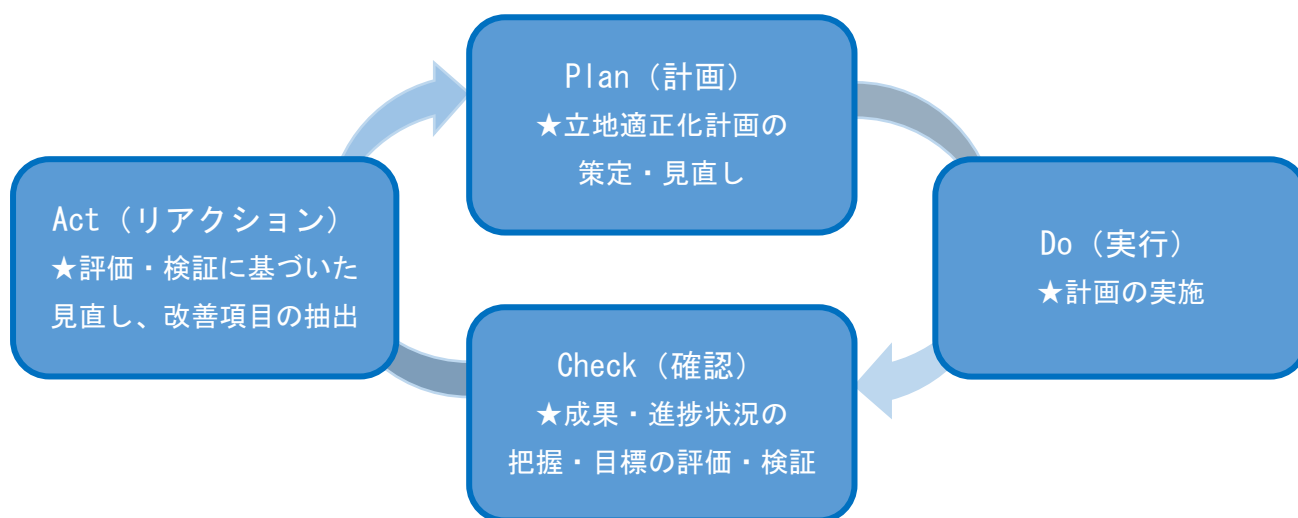 Plan（計画）
★立地適正化計画の
策定・見直し
Do（実行）
★計画の実施
Check（確認）
★成果・進捗状況の
把握・目標の評価・検証
Act（リアクション）
★評価・検証に基づいた
見直し、改善項目の抽出